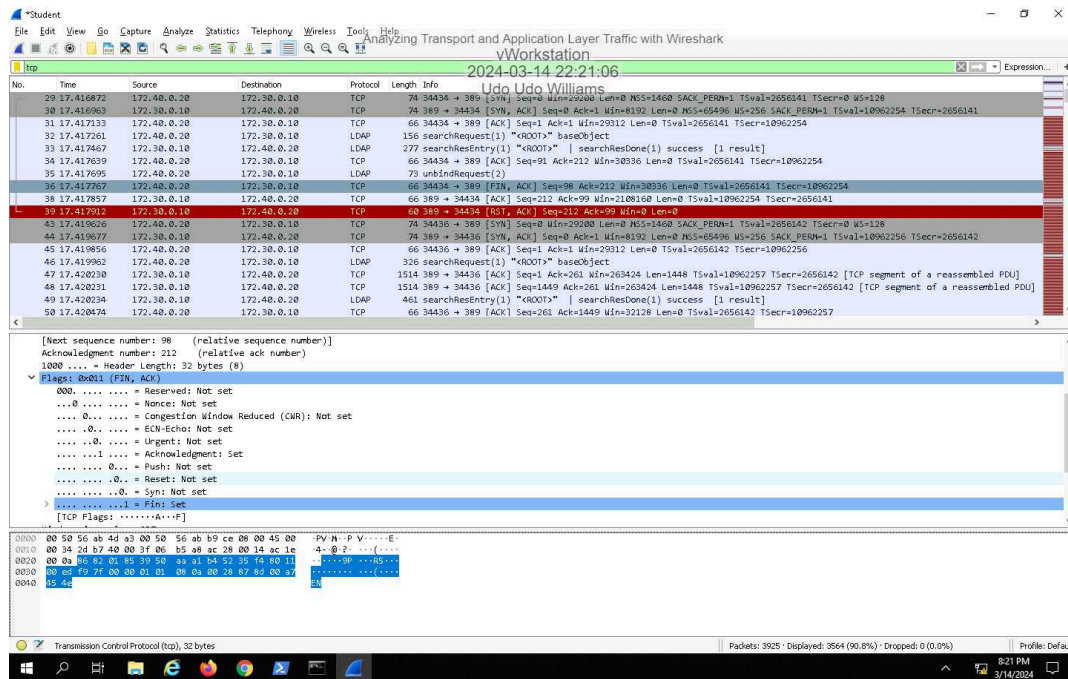 *Student
File Edit View Go Capture Analyze Statistics Telephony Wireless Tools Help
Analyzing Transport and Application Layer Traffic with Wireshark
vWorkstation
2024-03-14 22:21:06
Udo Udo Williams
tcp
Expression... +
No. Time Source Destination Protocol Length Info
29 17.416872 172.40.0.20 172.30.0.10 TCP 74 34434 → 389 [SYN] Seq=0 Win=29200 Len=0 MSS=1460 SACK_PERM=1 TSval=2656141 TSecr=0 WS=128
30 17.416963 172.30.0.10 172.40.0.20 TCP 74 389 → 34434 [SYN, ACK] Seq=0 Ack=1 Win=8192 Len=0 MSS=65496 WS=256 SACK_PERM=1 TSval=10962254 TSecr=2656141
31 17.417133 172.40.0.20 172.30.0.10 TCP 66 34434 → 389 [ACK] Seq=1 Ack=1 Win=29312 Len=0 TSval=2656141 TSecr=10962254
32 17.417261 172.40.0.20 172.30.0.10 LDAP 156 searchRequest(1) "<ROOT>" baseObject
33 17.417467 172.30.0.10 172.40.0.20 LDAP 277 searchResEntry(1) "<ROOT>" | searchResDone(1) success [1 result]
34 17.417639 172.40.0.20 172.30.0.10 TCP 66 34434 → 389 [ACK] Seq=91 Ack=212 Win=30336 Len=0 TSval=2656141 TSecr=10962254
35 17.417695 172.40.0.20 172.30.0.10 LDAP 73 unbindRequest(2)
36 17.417767 172.40.0.20 172.30.0.10 TCP 66 34434 → 389 [FIN, ACK] Seq=98 Ack=212 Win=30336 Len=0 TSval=2656141 TSecr=10962254
38 17.417857 172.30.0.10 172.40.0.20 TCP 66 389 → 34434 [ACK] Seq=212 Ack=99 Win=2108160 Len=0 TSval=10962254 TSecr=2656141
39 17.417912 172.30.0.10 172.40.0.20 TCP 60 389 → 34434 [RST, ACK] Seq=212 Ack=99 Win=0 Len=0
43 17.419626 172.40.0.20 172.30.0.10 TCP 74 34436 → 389 [SYN] Seq=0 Win=29200 Len=0 MSS=1460 SACK_PERM=1 TSval=2656142 TSecr=0 WS=128
44 17.419677 172.30.0.10 172.40.0.20 TCP 74 389 → 34436 [SYN, ACK] Seq=0 Ack=1 Win=8192 Len=0 MSS=65496 WS=256 SACK_PERM=1 TSval=10962256 TSecr=2656142
45 17.419856 172.40.0.20 172.30.0.10 TCP 66 34436 → 389 [ACK] Seq=1 Ack=1 Win=29312 Len=0 TSval=2656142 TSecr=10962256
46 17.419962 172.40.0.20 172.30.0.10 LDAP 326 searchRequest(1) "<ROOT>" baseObject
47 17.420230 172.30.0.10 172.40.0.20 TCP 1514 389 → 34436 [ACK] Seq=1 Ack=261 Win=263424 Len=1448 TSval=10962257 TSecr=2656142 [TCP segment of a reassembled PDU]
48 17.420231 172.30.0.10 172.40.0.20 TCP 1514 389 → 34436 [ACK] Seq=1449 Ack=261 Win=263424 Len=1448 TSval=10962257 TSecr=2656142 [TCP segment of a reassembled PDU]
49 17.420234 172.30.0.10 172.40.0.20 LDAP 461 searchResEntry(1) "<ROOT>" | searchResDone(1) success [1 result]
50 17.420474 172.40.0.20 172.30.0.10 TCP 66 34436 → 389 [ACK] Seq=261 Ack=1449 Win=32128 Len=0 TSval=2656142 TSecr=10962257
[Next sequence number: 98 (relative sequence number)]
Acknowledgment number: 212 (relative ack number)
1000 .... = Header Length: 32 bytes (8)
Flags: 0x011 (FIN, ACK)
000. .... .... = Reserved: Not set
...0 .... .... = Nonce: Not set
.... 0... .... = Congestion Window Reduced (CWR): Not set
.... .0.. .... = ECN-Echo: Not set
.... ..0. .... = Urgent: Not set
.... ...1 .... = Acknowledgment: Set
.... .... 0... = Push: Not set
.... .... .0.. = Reset: Not set
.... .... ..0. = Syn: Not set
.... .... ...1 = Fin: Set
[TCP Flags: ·······A···F]
0000 00 50 56 ab 4d a3 00 50 56 ab b9 ce 08 00 45 00 ·PV·M··P V·····E·
0010 00 34 2d b7 40 00 3f 06 b5 a8 ac 28 00 14 ac 1e ·4-·@·?· ···(····
0020 00 0a 86 82 01 85 39 50 aa a1 b4 52 35 f4 80 11 ······9P ···R5···
0030 00 ed f9 7f 00 00 01 01 08 0a 00 28 87 8d 00 a7 ········ ···(····
0040 45 4e EN
Transmission Control Protocol (tcp), 32 bytes
Packets: 3925 · Displayed: 3564 (90.8%) · Dropped: 0 (0.0%)
Profile: Defau
8:21 PM
3/14/2024